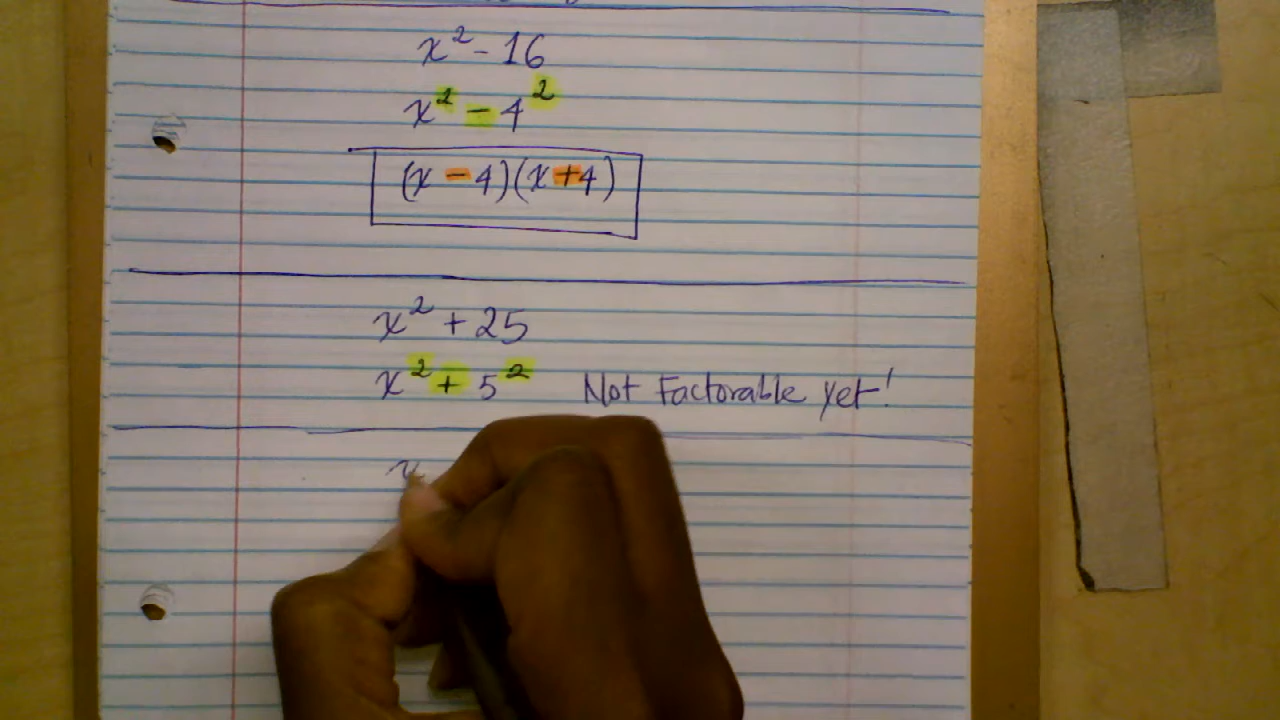 x² - 16
x² - 4²
(x - 4)(x + 4)
x² + 25
x² + 5² Not Factorable Yet!
x